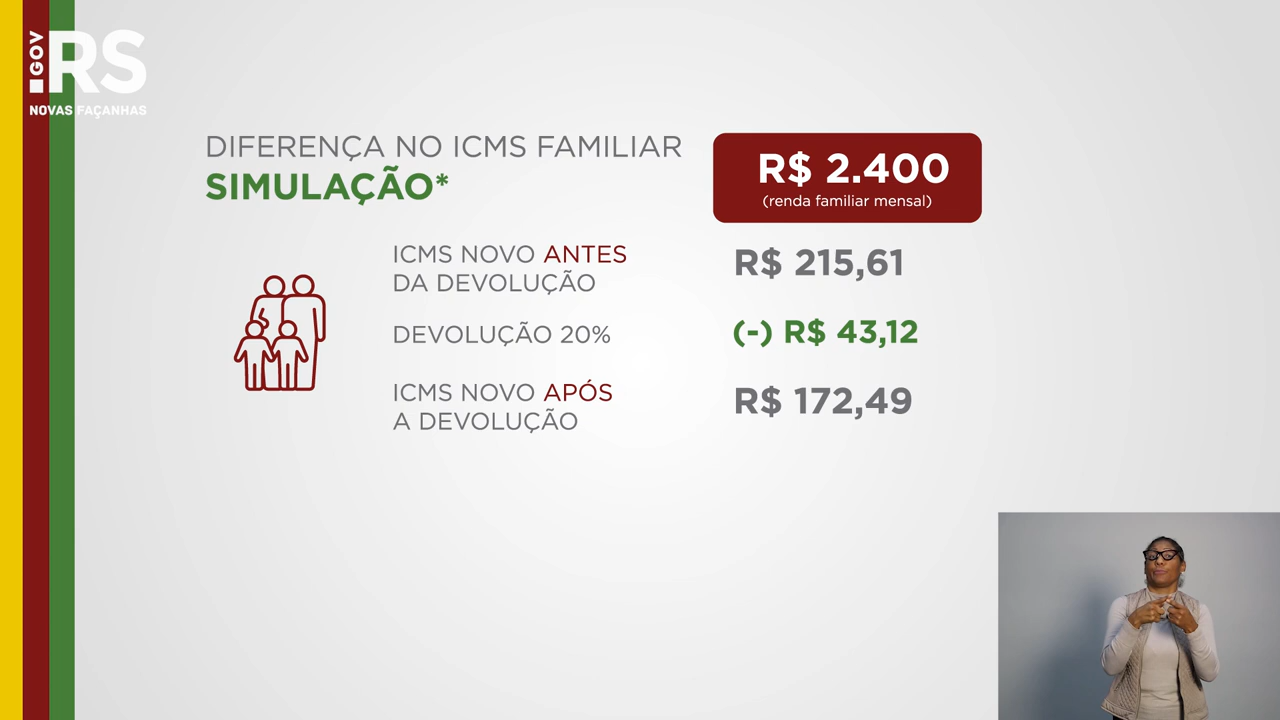 .GOV
RS
NOVAS FAÇANHAS
DIFERENÇA NO ICMS FAMILIAR
SIMULAÇÃO*
R$ 2.400
(renda familiar mensal)
ICMS NOVO ANTES
DA DEVOLUÇÃO
R$ 215,61
DEVOLUÇÃO 20%
(-) R$ 43,12
ICMS NOVO APÓS
A DEVOLUÇÃO
R$ 172,49